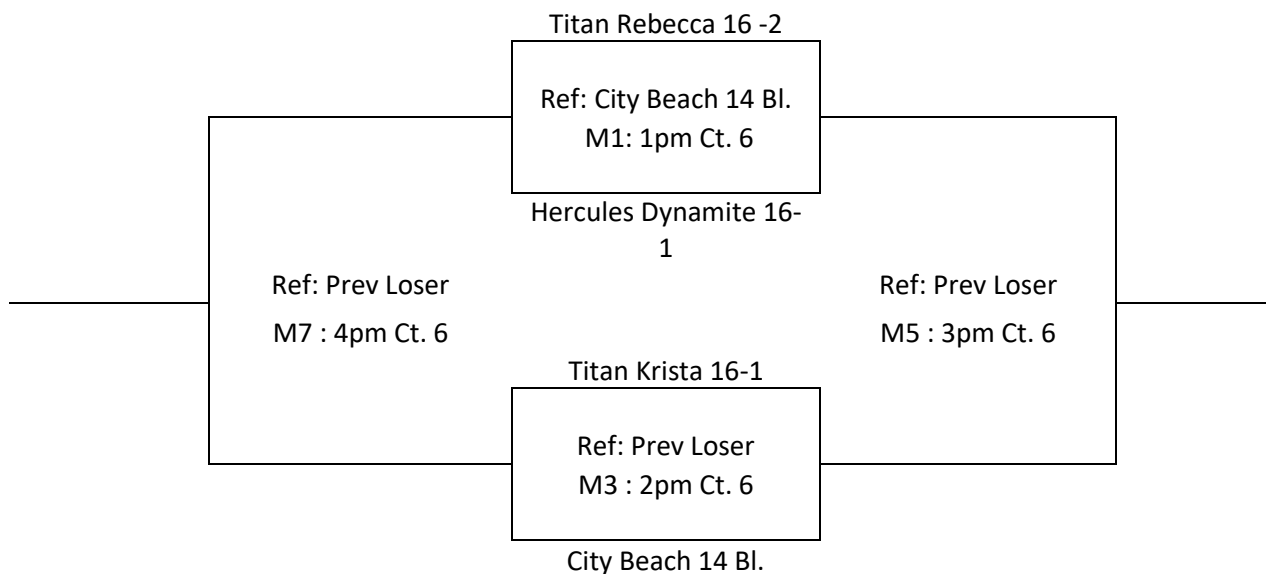 Titan Rebecca 16 -2
Ref: City Beach 14 Bl.
M1: 1pm Ct. 6
Hercules Dynamite 16-
1
Ref: Prev Loser
M7 : 4pm Ct. 6
Ref: Prev Loser
M5 : 3pm Ct. 6
Titan Krista 16-1
Ref: Prev Loser
M3 : 2pm Ct. 6
City Beach 14 Bl.